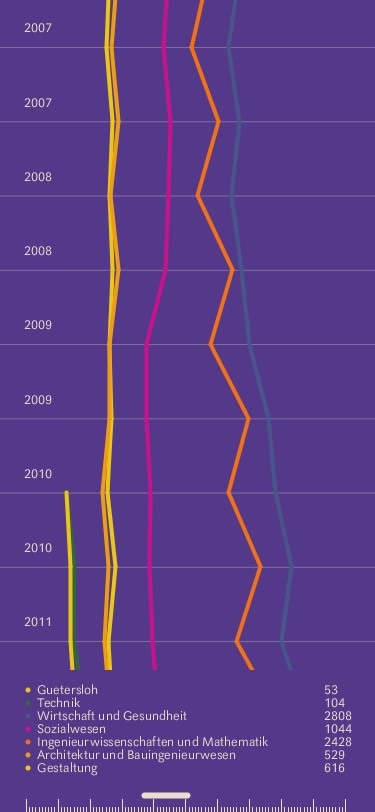 2007
2007
2008
2008
2009
2009
2010
2010
2011
Guetersloh 53
Technik 104
Wirtschaft und Gesundheit 2808
Sozialwesen 1044
Ingenieurwissenschaften und Mathematik 2428
Architektur und Bauingenieurwesen 529
Gestaltung 616